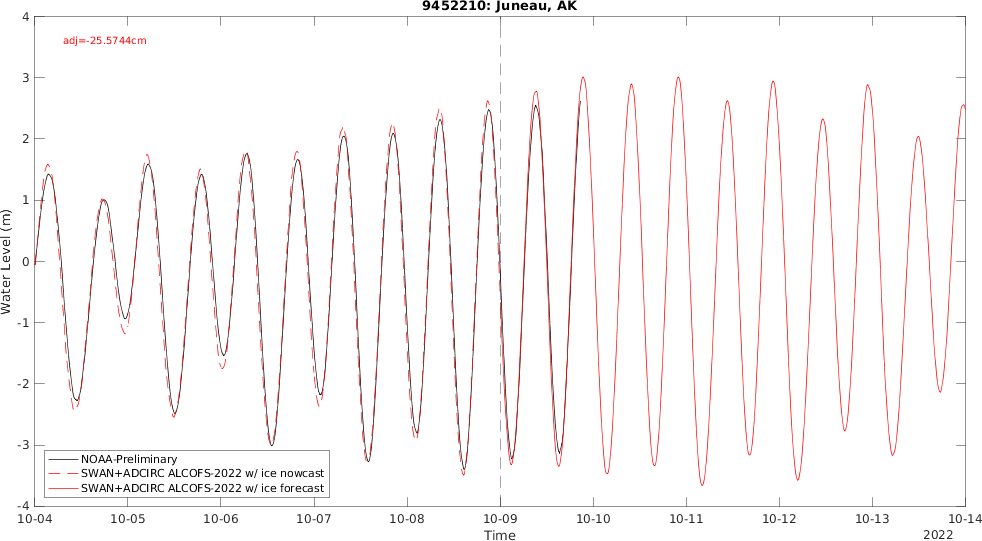 9452210: Juneau, AK
adj=-25.5744cm
4
3
2
1
0
-1
-2
-3
-4
Water Level (m)
NOAA-Preliminary
SWAN+ADCIRC ALCOFS-2022 w/ ice nowcast
SWAN+ADCIRC ALCOFS-2022 w/ ice forecast
10-04 10-05 10-06 10-07 10-08 10-09 10-10 10-11 10-12 10-13 10-14
Time
2022